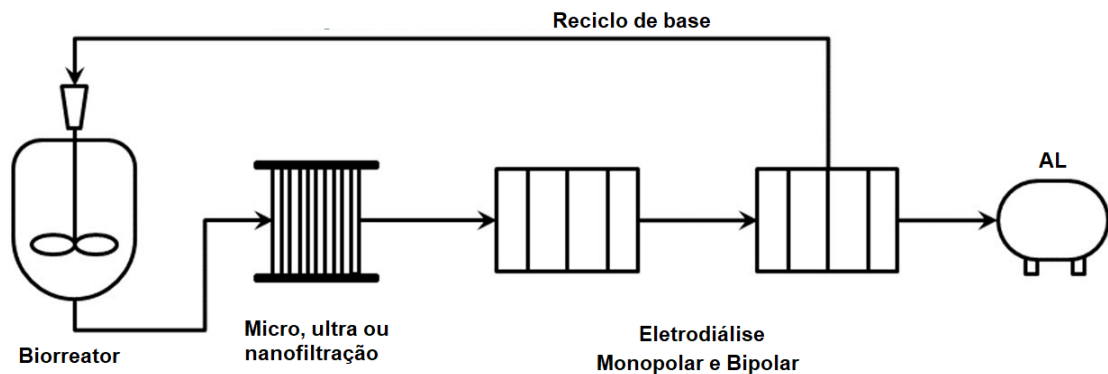 Reciclo de base
AL
Biorreator
Micro, ultra ou
nanofiltração
Eletrodiálise
Monopolar e Bipolar